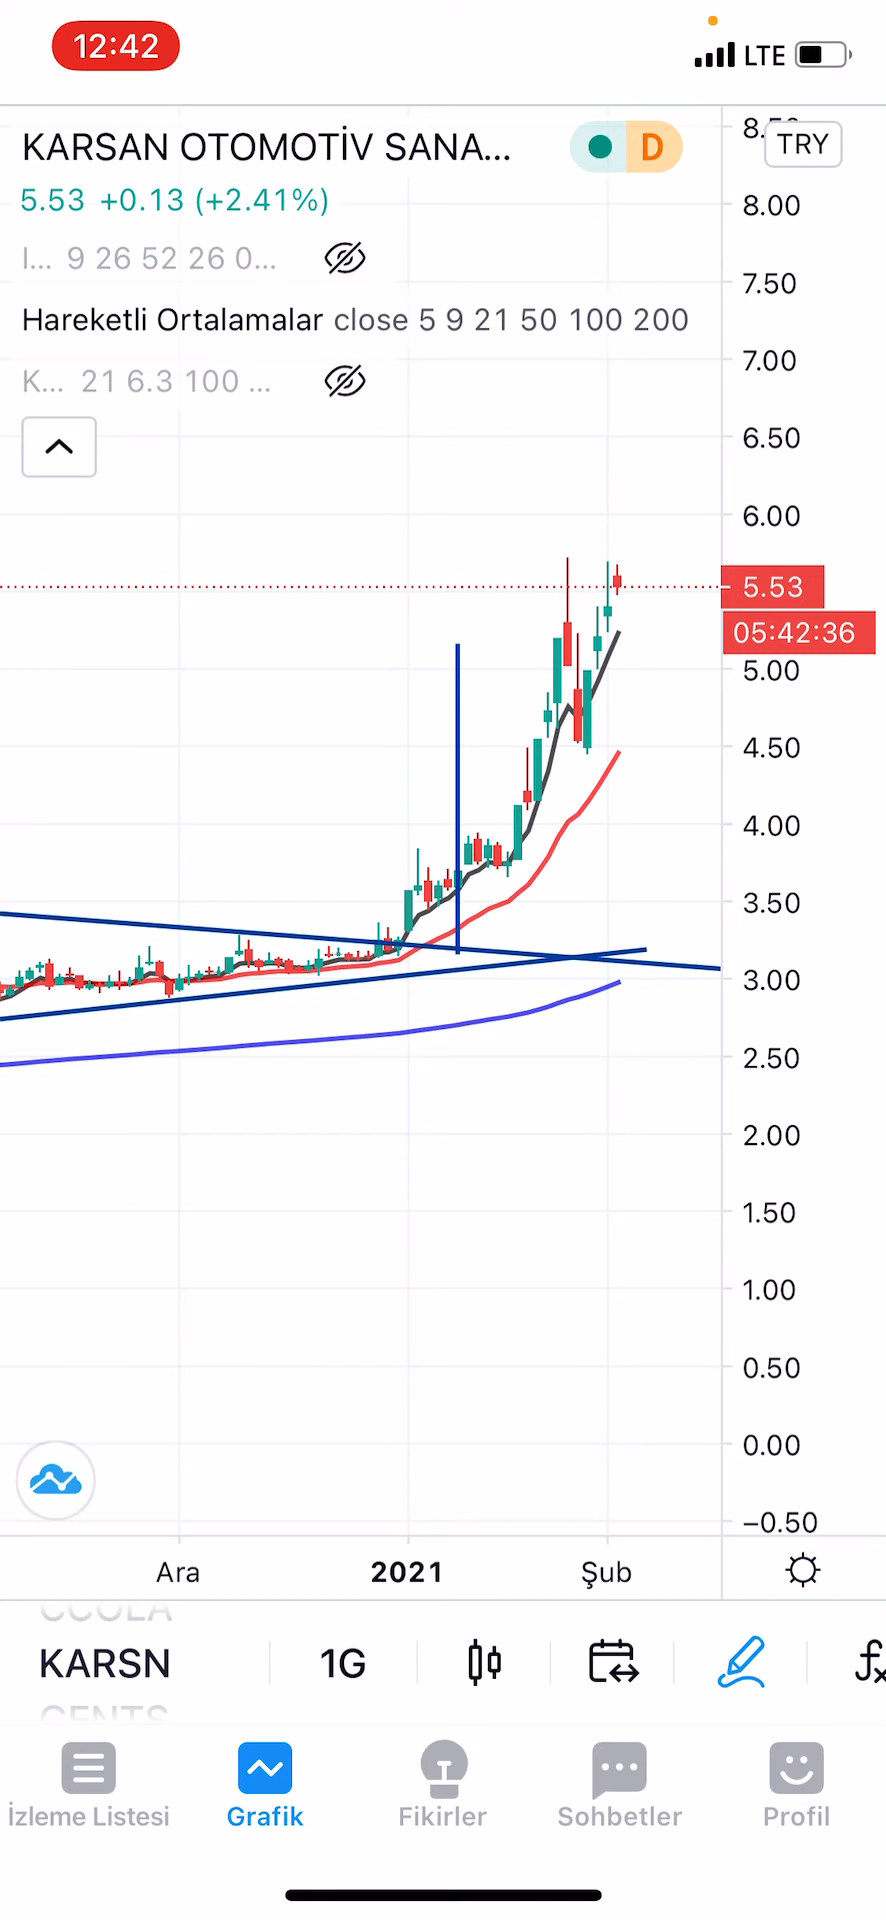 12:42
LTE
TRY
KARSAN OTOMOTİV SANA...
D
5.53 +0.13 (+2.41%)
I... 9 26 52 26 0...
Hareketli Ortalamalar close 5 9 21 50 100 200
K... 21 6.3 100 ...
8.00
7.50
7.00
6.50
6.00
5.53
05:42:36
5.00
4.50
4.00
3.50
3.00
2.50
2.00
1.50
1.00
0.50
0.00
−0.50
Ara
2021
Şub
CCOLA
KARSN
1G
İzleme Listesi
Grafik
Fikirler
Sohbetler
Profil